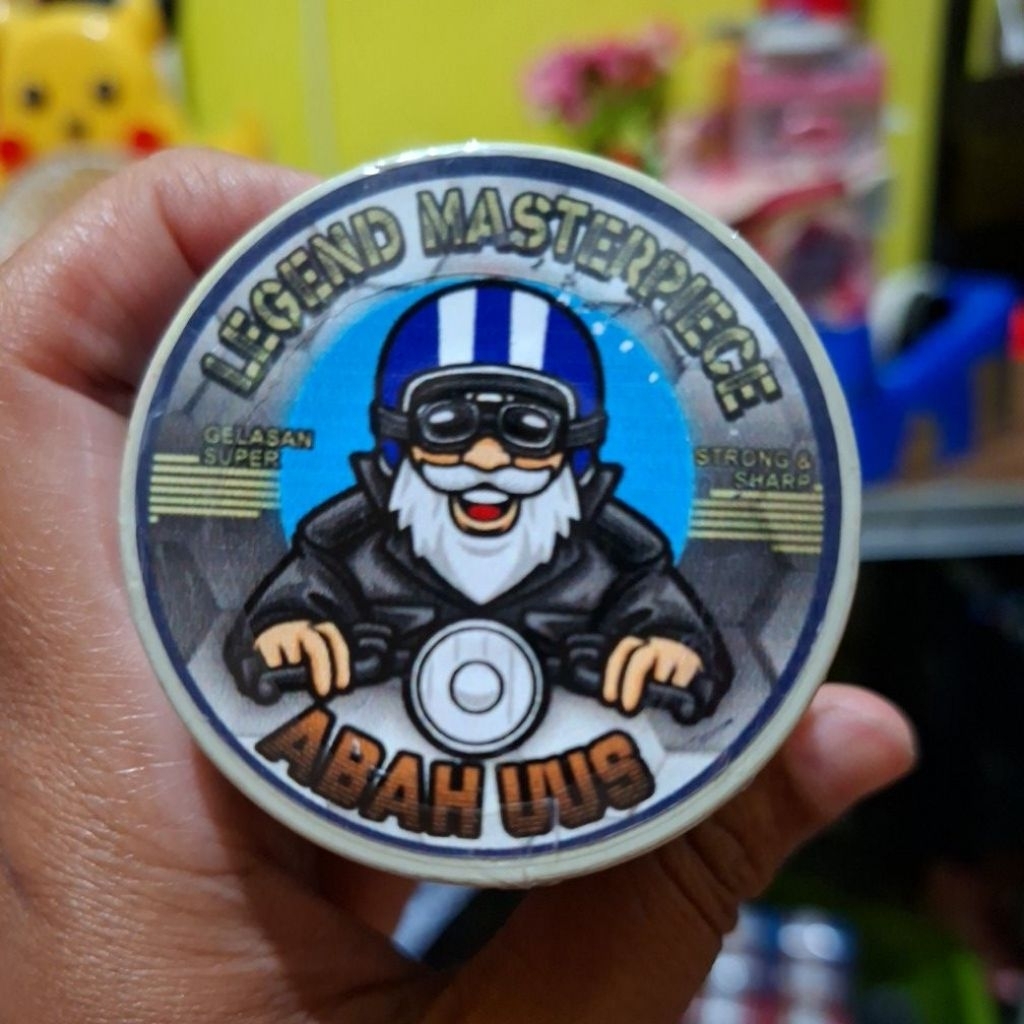 LEGEND MASTERPIECE
GELASAN
SUPER
STRONG &
SHARP
ABAH UUS